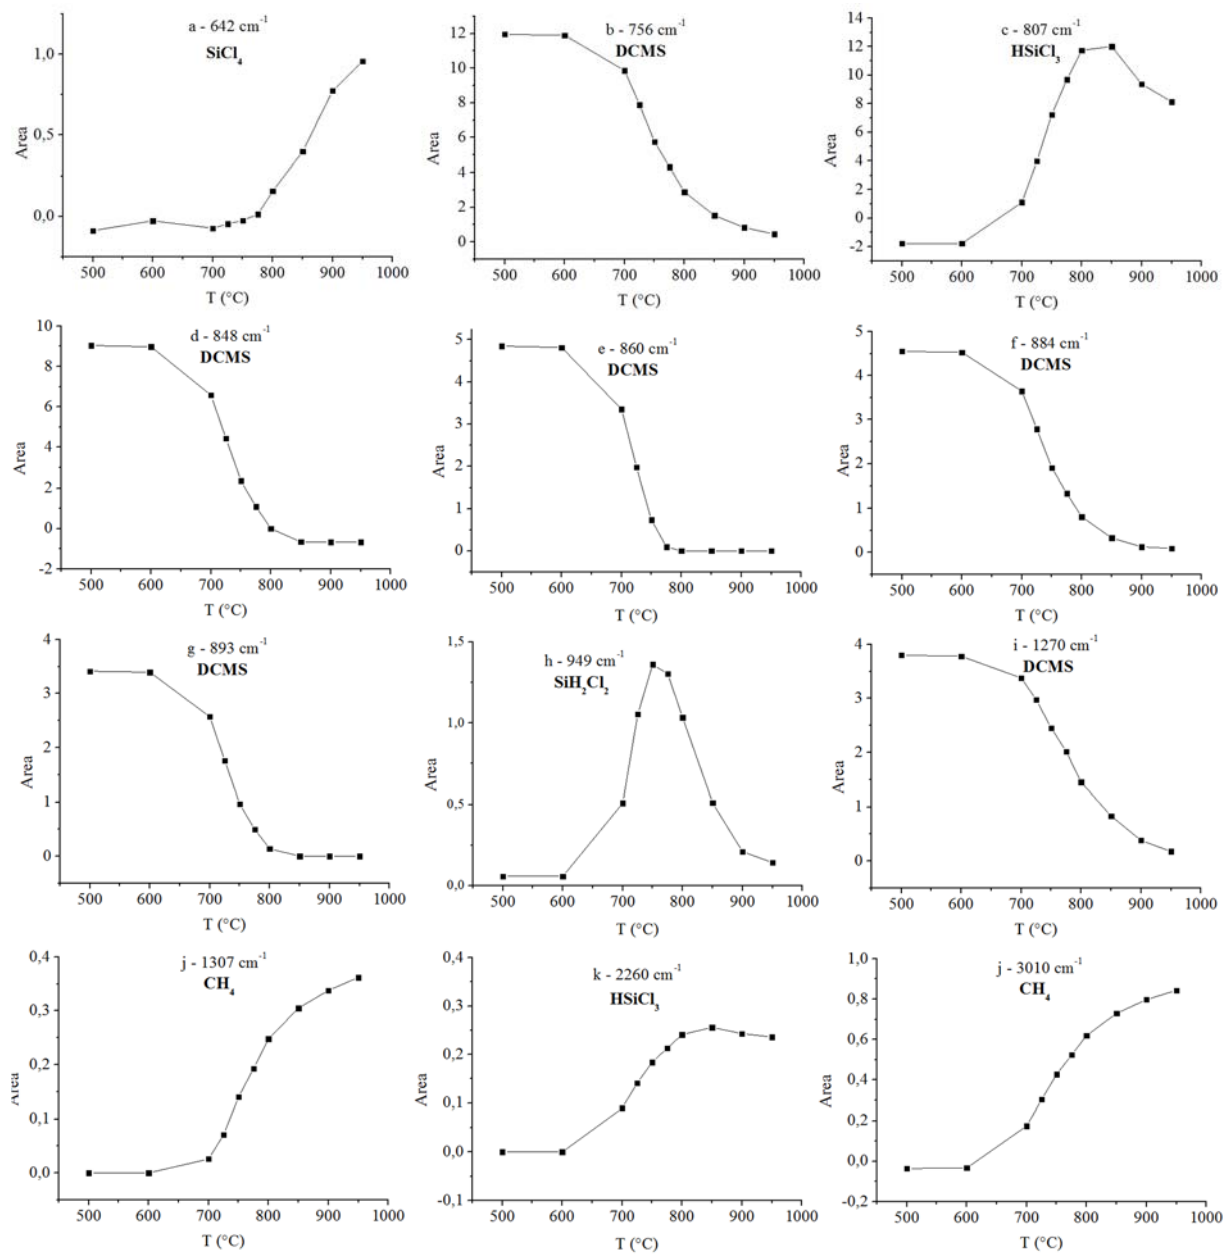 a - 642 cm⁻¹
SiCl₄
1,0
0,5
0,0
Area
500 600 700 800 900 1000
T (°C)
b - 756 cm⁻¹
DCMS
12
10
8
6
4
2
0
Area
500 600 700 800 900 1000
T (°C)
c - 807 cm⁻¹
HSiCl₃
14
12
10
8
6
4
2
0
-2
Area
500 600 700 800 900 1000
T (°C)
d - 848 cm⁻¹
DCMS
10
8
6
4
2
0
-2
Area
500 600 700 800 900 1000
T (°C)
e - 860 cm⁻¹
DCMS
5
4
3
2
1
0
Area
500 600 700 800 900 1000
T (°C)
f - 884 cm⁻¹
DCMS
5
4
3
2
1
0
Area
500 600 700 800 900 1000
T (°C)
g - 893 cm⁻¹
DCMS
4
3
2
1
0
Area
500 600 700 800 900 1000
T (°C)
h - 949 cm⁻¹
SiH₂Cl₂
1,5
1,0
0,5
0,0
Area
500 600 700 800 900 1000
T (°C)
i - 1270 cm⁻¹
DCMS
4
3
2
1
0
Area
500 600 700 800 900 1000
T (°C)
j - 1307 cm⁻¹
CH₄
0,4
0,3
0,2
0,1
0,0
Area
500 600 700 800 900 1000
T (°C)
k - 2260 cm⁻¹
HSiCl₃
0,4
0,3
0,2
0,1
0,0
-0,1
Area
500 600 700 800 900 1000
T (°C)
j - 3010 cm⁻¹
CH₄
1,0
0,8
0,6
0,4
0,2
0,0
-0,2
Area
500 600 700 800 900 1000
T (°C)